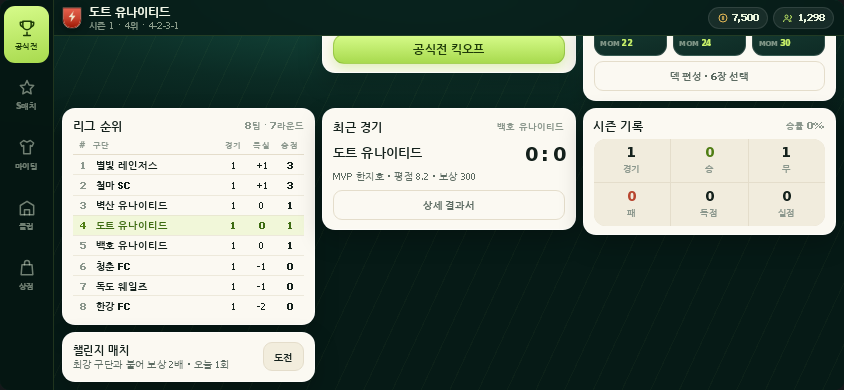 공식전
S매치
마이팀
클럽
상점
도트 유나이티드
시즌 1 · 4위 · 4-2-3-1
7,500
1,298
공식전 킥오프
MOM 22
MOM 24
MOM 30
덱 편성 · 6장 선택
리그 순위
8팀 · 7라운드
# 구단 경기 득실 승점
1 별빛 레인저스 1 +1 3
2 철마 SC 1 +1 3
3 벽산 유나이티드 1 0 1
4 도트 유나이티드 1 0 1
5 백호 유나이티드 1 0 1
6 청춘 FC 1 -1 0
7 독도 웨일즈 1 -1 0
8 한강 FC 1 -2 0
챌린지 매치
최강 구단과 붙어 보상 2배 · 오늘 1회
도전
최근 경기
백호 유나이티드
도트 유나이티드
0 : 0
MVP 한지호 · 평점 8.2 · 보상 300
상세 결과서
시즌 기록
승률 0%
1 0 1
경기 승 무
0 0 0
패 득점 실점